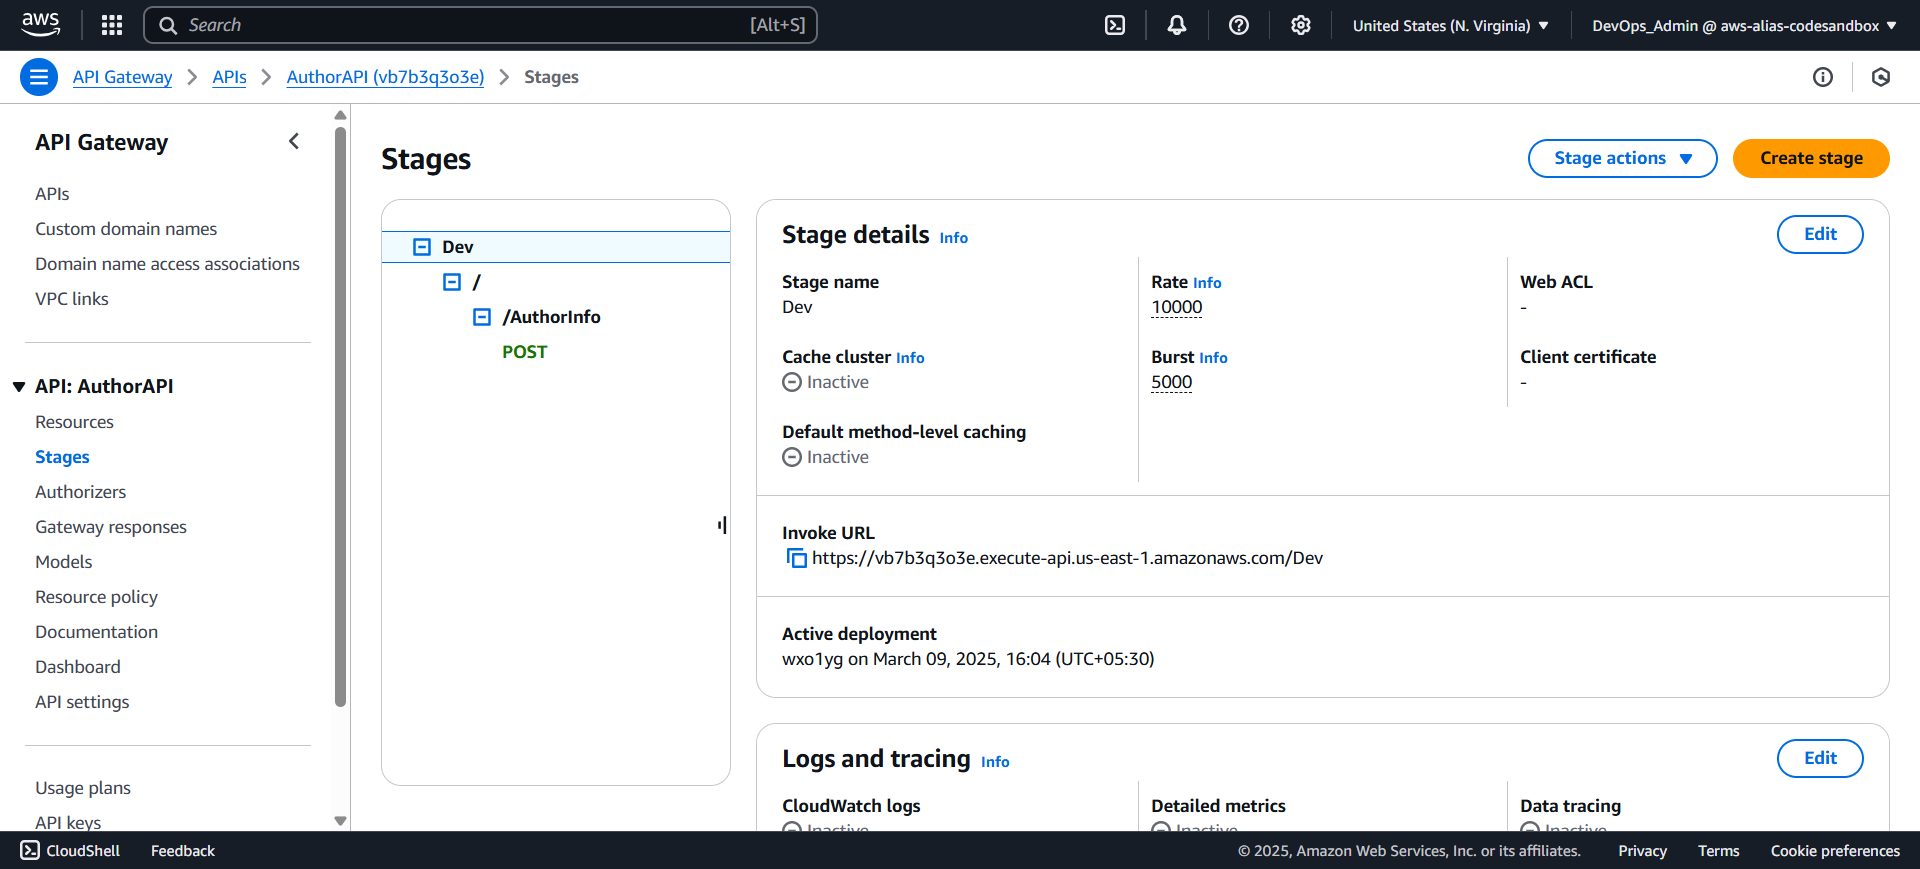 aws
Search
[Alt+S]
United States (N. Virginia)
DevOps_Admin @ aws-alias-codesandbox
API Gateway
APIs
AuthorAPI (vb7b3q3o3e)
Stages
API Gateway
APIs
Custom domain names
Domain name access associations
VPC links
API: AuthorAPI
Resources
Stages
Authorizers
Gateway responses
Models
Resource policy
Documentation
Dashboard
API settings
Usage plans
API keys
Stages
Stage actions
Create stage
Dev
/
/AuthorInfo
POST
Stage details Info
Edit
Stage name
Dev
Cache cluster Info
Inactive
Default method-level caching
Inactive
Rate Info
10000
Burst Info
5000
Web ACL
-
Client certificate
-
Invoke URL
https://vb7b3q3o3e.execute-api.us-east-1.amazonaws.com/Dev
Active deployment
wxo1yg on March 09, 2025, 16:04 (UTC+05:30)
Logs and tracing Info
Edit
CloudWatch logs
Inactive
Detailed metrics
Inactive
Data tracing
Inactive
CloudShell
Feedback
© 2025, Amazon Web Services, Inc. or its affiliates.
Privacy
Terms
Cookie preferences